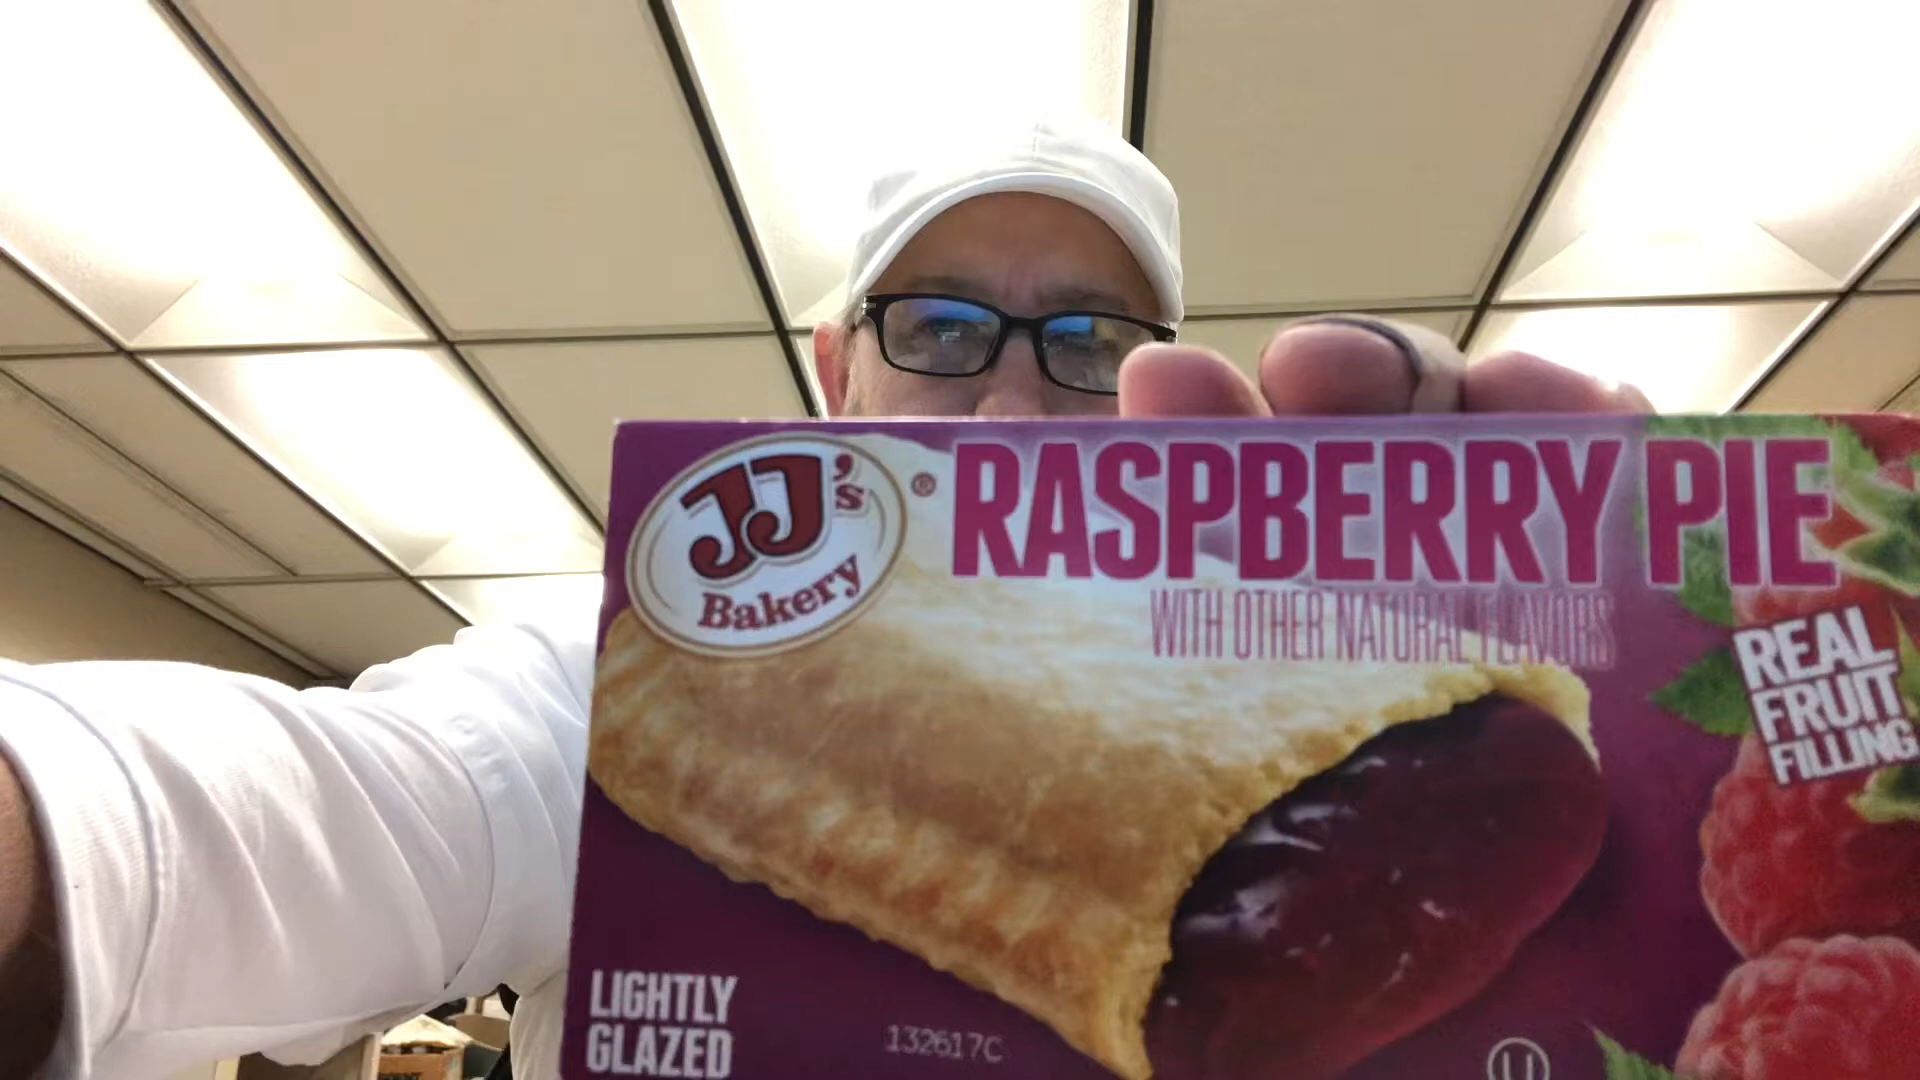 JJ's
Bakery
®
RASPBERRY PIE
WITH OTHER NATURAL FLAVORS
REAL
FRUIT
FILLING
LIGHTLY
GLAZED
132617C
U